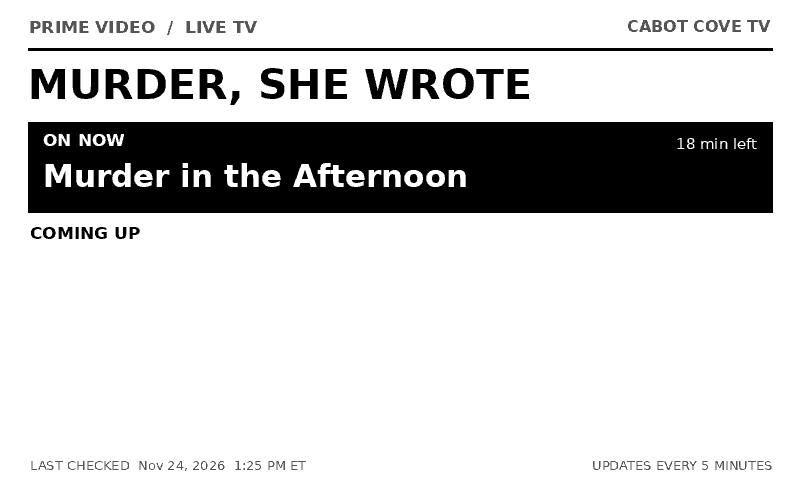 PRIME VIDEO / LIVE TV
CABOT COVE TV
MURDER, SHE WROTE
ON NOW
18 min left
Murder in the Afternoon
COMING UP
LAST CHECKED Nov 24, 2026 1:25 PM ET
UPDATES EVERY 5 MINUTES